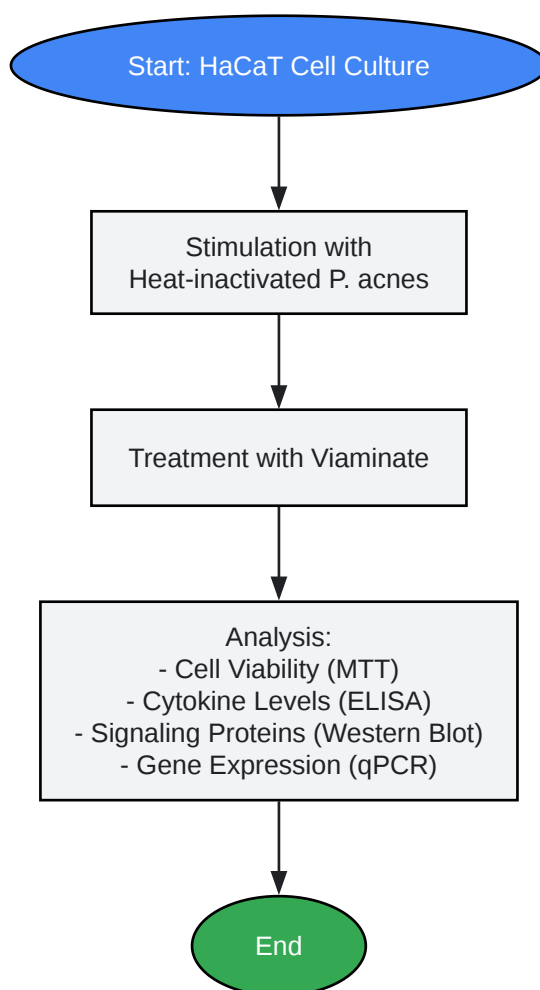 Start: HaCaT Cell Culture
Stimulation with
Heat-inactivated P. acnes
Treatment with Viaminate
Analysis:
- Cell Viability (MTT)
- Cytokine Levels (ELISA)
- Signaling Proteins (Western Blot)
- Gene Expression (qPCR)
End